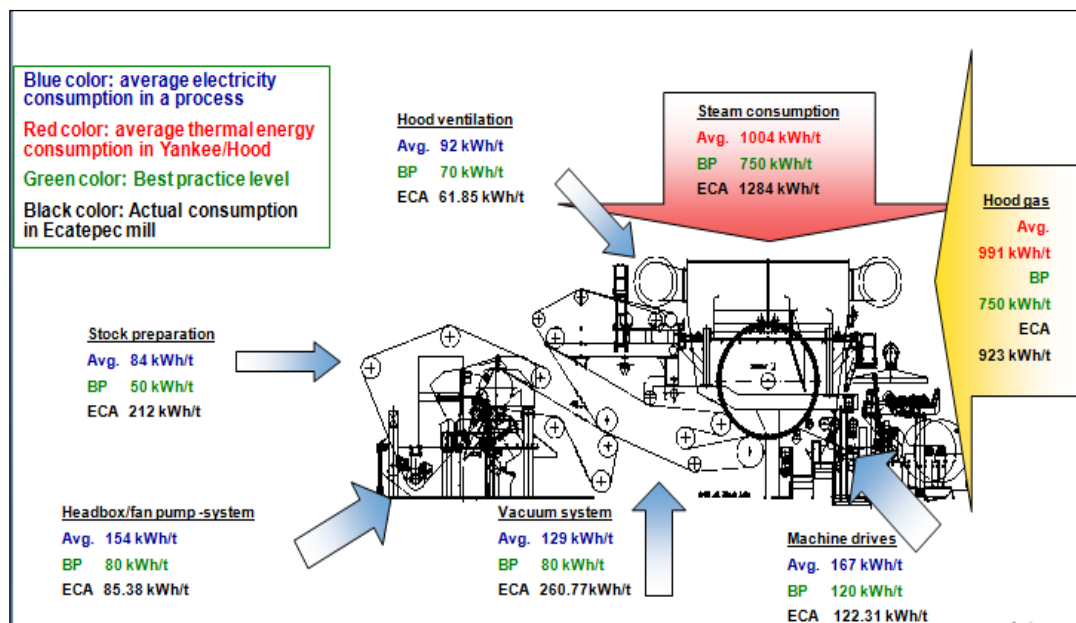 Blue color: average electricity
consumption in a process
Red color: average thermal energy
consumption in Yankee/Hood
Green color: Best practice level
Black color: Actual consumption
in Ecatepec mill
Hood ventilation
Avg. 92 kWh/t
BP 70 kWh/t
ECA 61.85 kWh/t
Steam consumption
Avg. 1004 kWh/t
BP 750 kWh/t
ECA 1284 kWh/t
Hood gas
Avg.
991 kWh/t
BP
750 kWh/t
ECA
923 kWh/t
Stock preparation
Avg. 84 kWh/t
BP 50 kWh/t
ECA 212 kWh/t
Headbox/fan pump -system
Avg. 154 kWh/t
BP 80 kWh/t
ECA 85.38 kWh/t
Vacuum system
Avg. 129 kWh/t
BP 80 kWh/t
ECA 260.77kWh/t
Machine drives
Avg. 167 kWh/t
BP 120 kWh/t
ECA 122.31 kWh/t